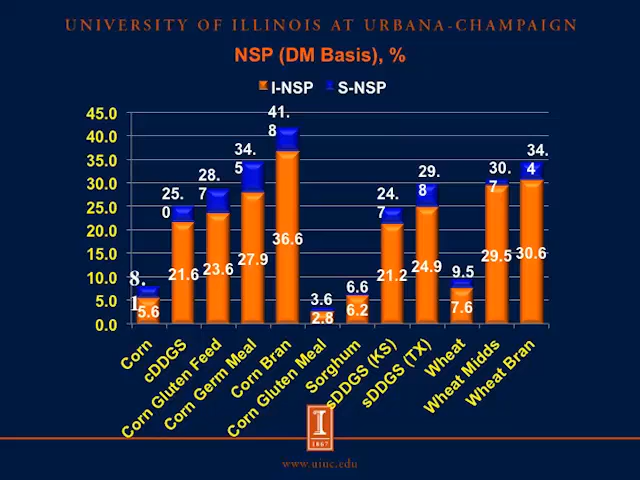 UNIVERSITY OF ILLINOIS AT URBANA-CHAMPAIGN
NSP (DM Basis), %
I-NSP S-NSP
45.0
40.0
35.0
30.0
25.0
20.0
15.0
10.0
5.0
0.0
8.1
25.0
28.7
34.5
41.8
3.6
6.6
24.7
29.8
9.5
30.7
34.4
5.6
21.6
23.6
27.9
36.6
2.8
6.2
21.2
24.9
7.6
29.5
30.6
Corn
cDDGS
Corn Gluten Feed
Corn Germ Meal
Corn Bran
Corn Gluten Meal
Sorghum
sDDGS (KS)
sDDGS (TX)
Wheat
Wheat Midds
Wheat Bran
I
1867
www.uiuc.edu